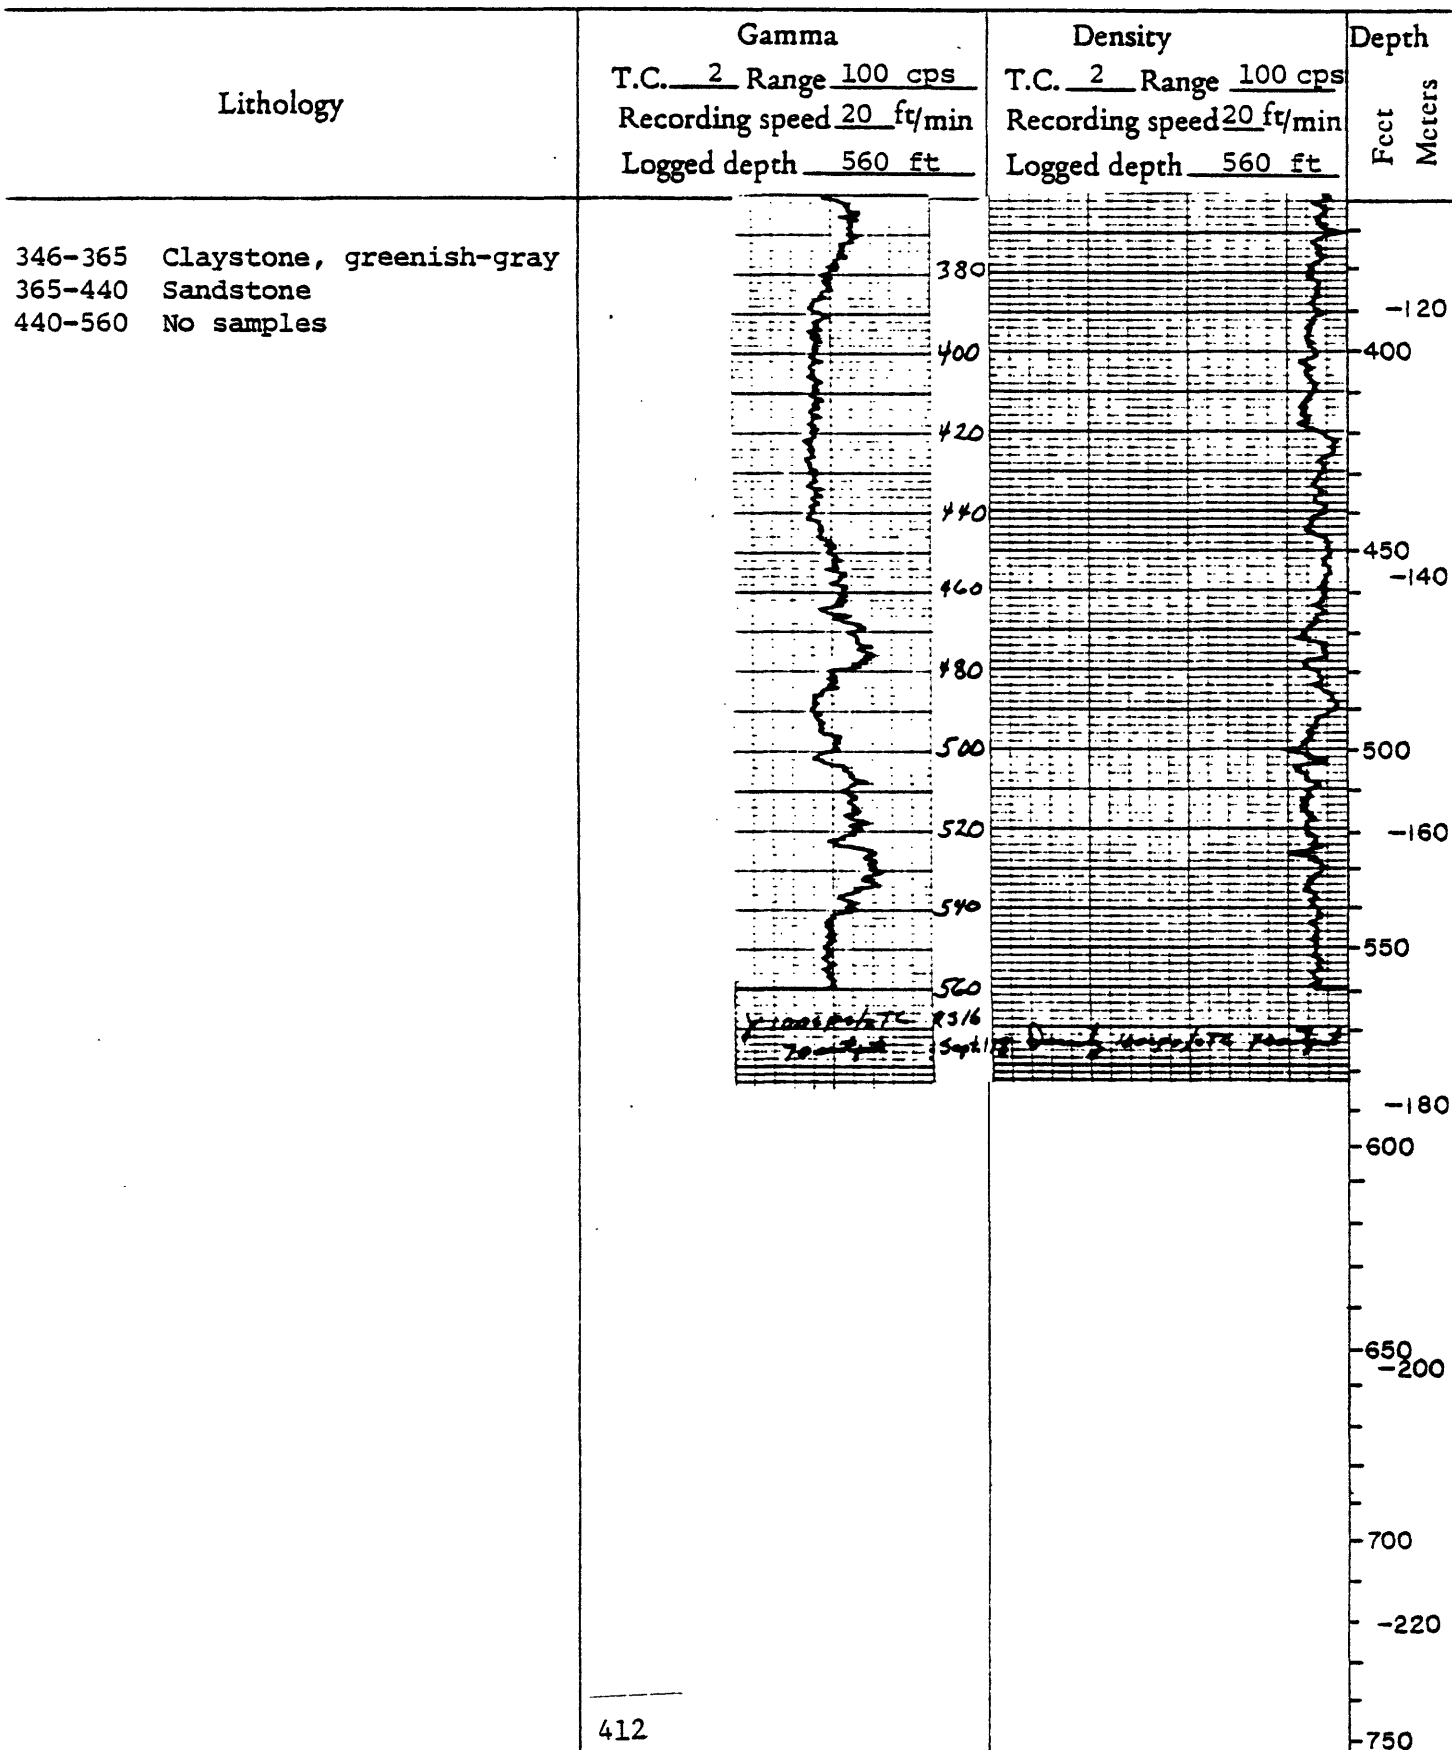 Lithology
Gamma
T.C. 2 Range 100 cps
Recording speed 20 ft/min
Logged depth 560 ft
Density
T.C. 2 Range 100 cps
Recording speed 20 ft/min
Logged depth 560 ft
Depth
Feet
Meters
346-365 Claystone, greenish-gray
365-440 Sandstone
440-560 No samples
380
400
420
440
460
480
500
520
540
560
Sept
Density
-120
-400
-450
-140
-500
-160
-550
-180
-600
-650
-200
-700
-220
-750
412